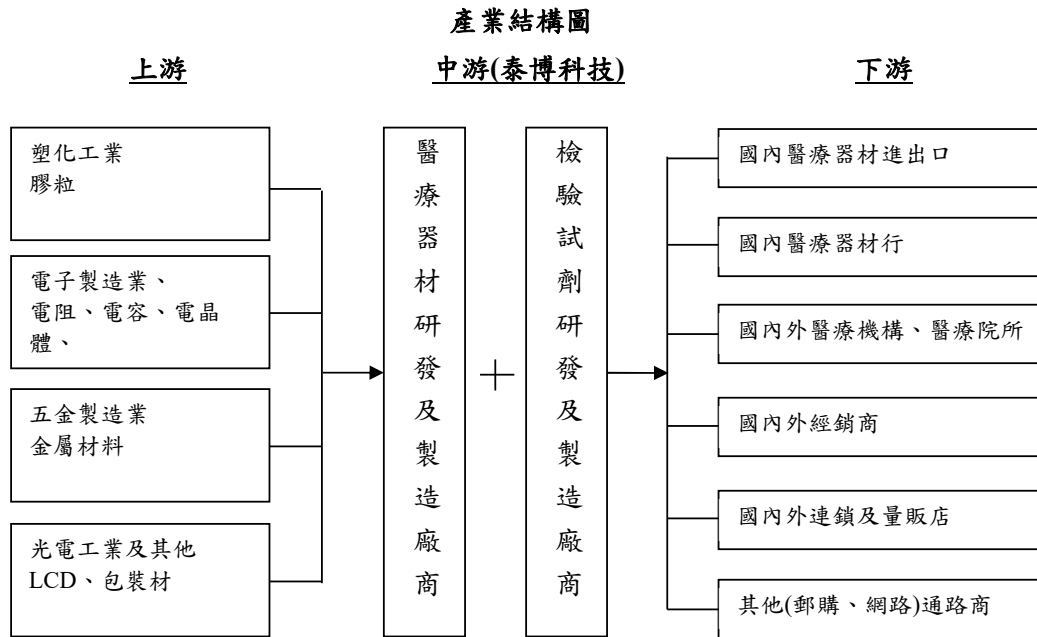 產業結構圖
上游
中游(泰博科技)
下游
塑化工業
膠粒
電子製造業、
電阻、電容、電晶
體、
五金製造業
金屬材料
光電工業及其他
LCD、包裝材
醫療器材研發及製造廠商
+
檢驗試劑研發及製造廠商
國內醫療器材進出口
國內醫療器材行
國內外醫療機構、醫療院所
國內外經銷商
國內外連鎖及量販店
其他(郵購、網路)通路商